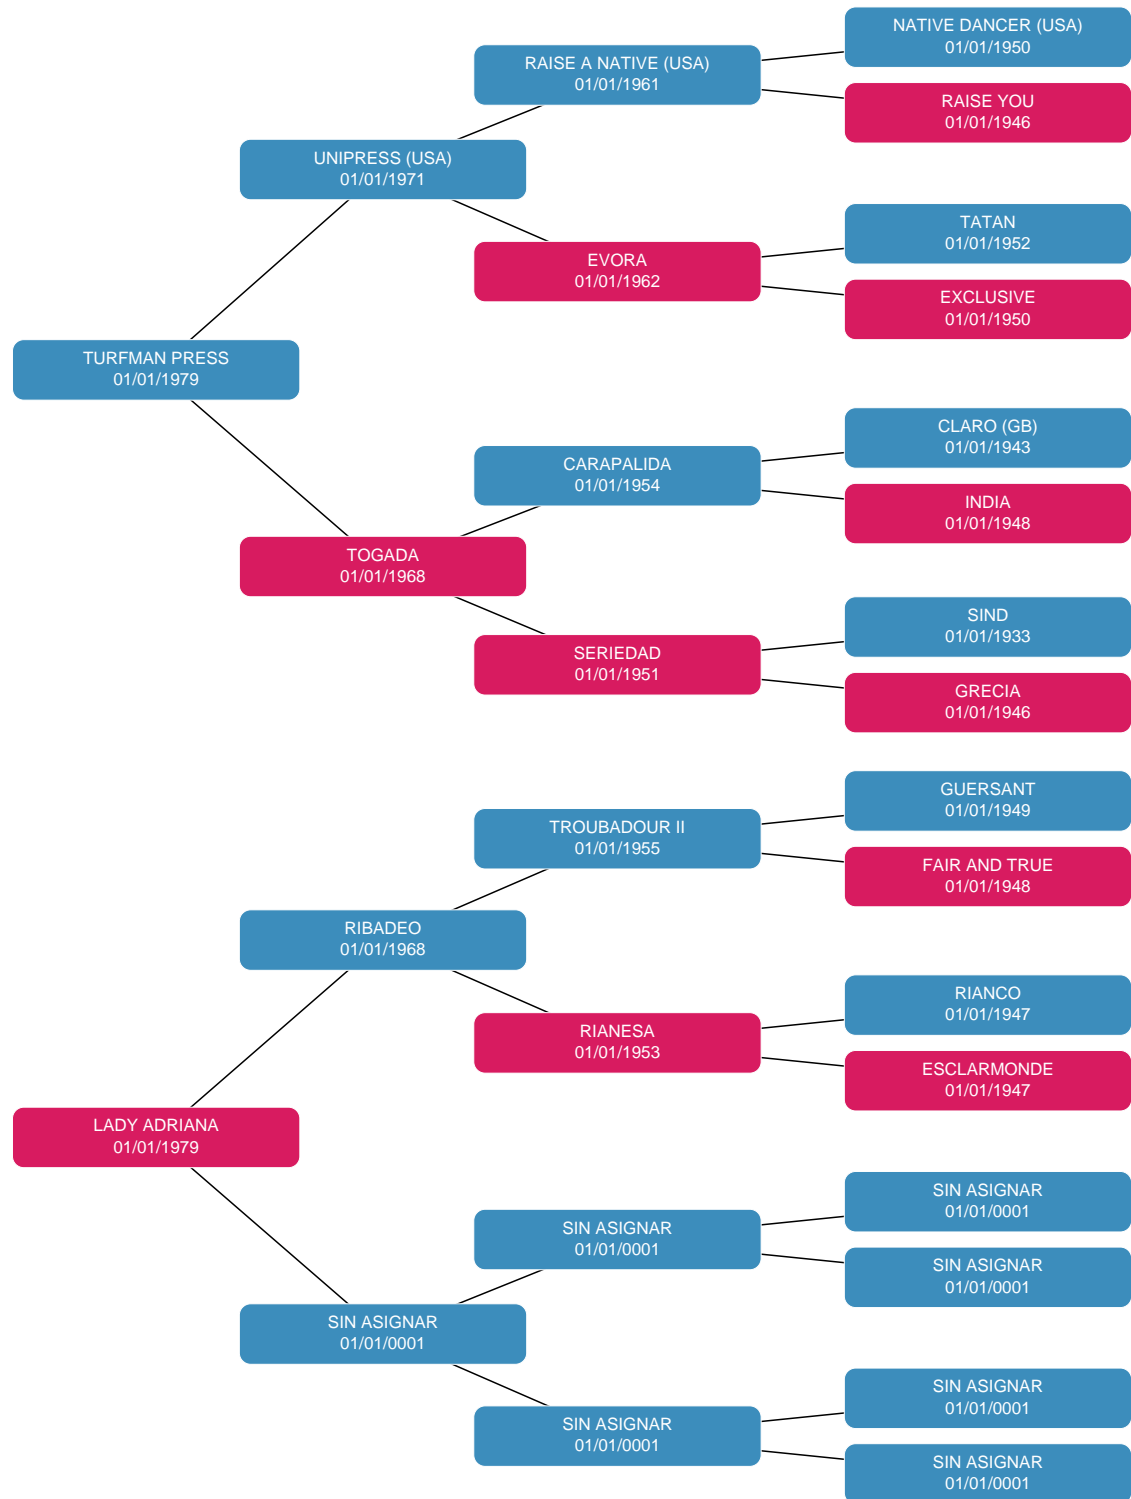 NATIVE DANCER (USA)
01/01/1950
RAISE A NATIVE (USA)
01/01/1961
RAISE YOU
01/01/1946
UNIPRESS (USA)
01/01/1971
TATAN
01/01/1952
EVORA
01/01/1962
EXCLUSIVE
01/01/1950
TURFMAN PRESS
01/01/1979
CLARO (GB)
01/01/1943
CARAPALIDA
01/01/1954
INDIA
01/01/1948
TOGADA
01/01/1968
SIND
01/01/1933
SERIEDAD
01/01/1951
GRECIA
01/01/1946
GUERSANT
01/01/1949
TROUBADOUR II
01/01/1955
FAIR AND TRUE
01/01/1948
RIBADEO
01/01/1968
RIANCO
01/01/1947
RIANESA
01/01/1953
ESCLARMONDE
01/01/1947
LADY ADRIANA
01/01/1979
SIN ASIGNAR
01/01/0001
SIN ASIGNAR
01/01/0001
SIN ASIGNAR
01/01/0001
SIN ASIGNAR
01/01/0001
SIN ASIGNAR
01/01/0001
SIN ASIGNAR
01/01/0001
SIN ASIGNAR
01/01/0001